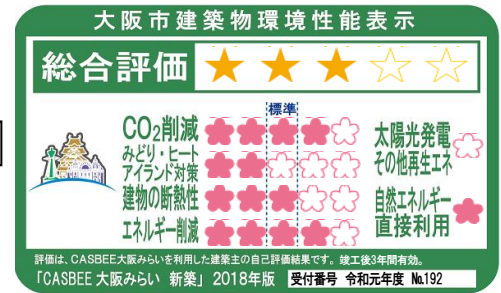 大阪市建築物環境性能表示
総合評価
標準
CO₂削減
みどり・ヒート
アイランド対策
建物の断熱性
エネルギー削減
太陽光発電
その他再生エネ
自然エネルギー
直接利用
評価は、CASBEE大阪みらいを利用した建築主の自己評価結果です。竣工後3年間有効。
「CASBEE大阪みらい 新築」2018年版 受付番号 令和元年度 №192